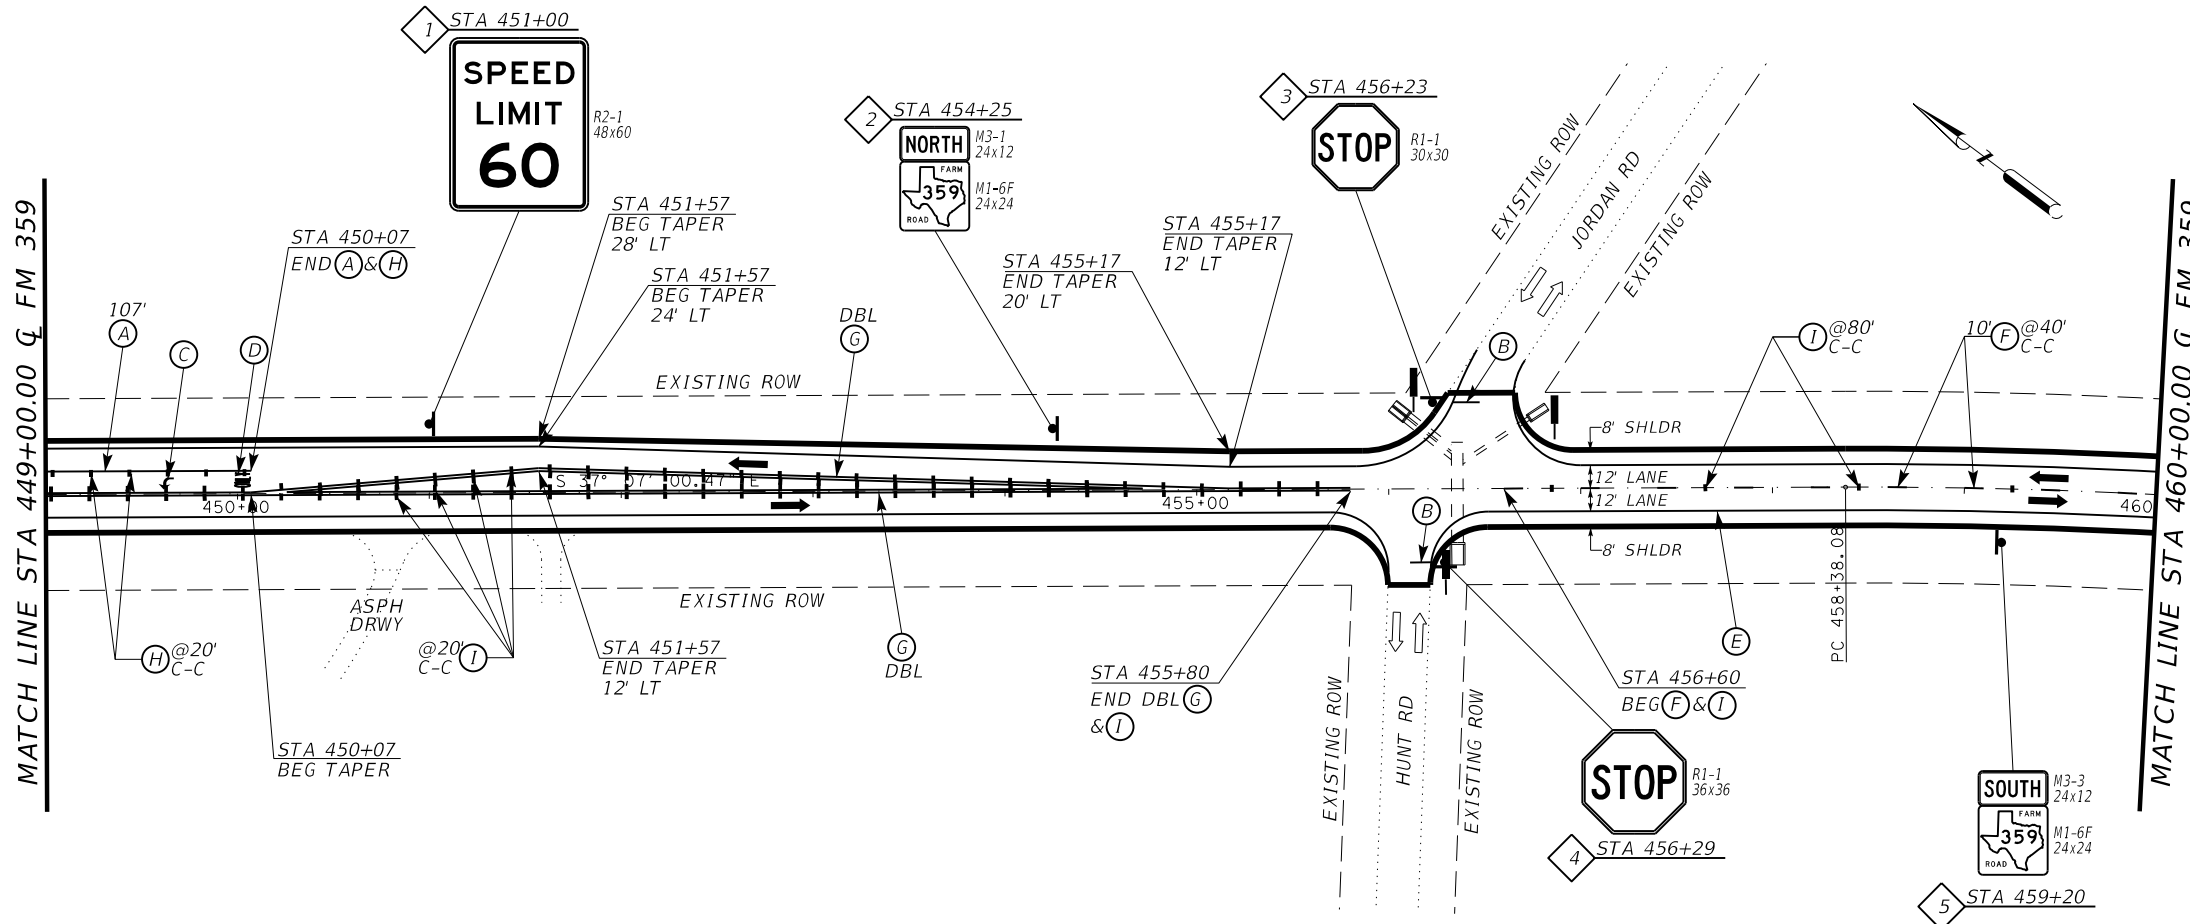 1
STA 451+00
SPEED
LIMIT
60
R2-1
48x60
2
STA 454+25
NORTH
M3-1
24x12
FARM
359
ROAD
M1-6F
24x24
3
STA 456+23
STOP
R1-1
30x30
EXISTING ROW
JORDAN RD
EXISTING ROW
N
MATCH LINE STA 449+00.00 ℄ FM 359
STA 450+07
END A & H
STA 451+57
BEG TAPER
28' LT
STA 451+57
BEG TAPER
24' LT
STA 455+17
END TAPER
20' LT
STA 455+17
END TAPER
12' LT
107'
A
C
D
DBL
G
B
I @80'
C-C
10' F @40'
C-C
EXISTING ROW
8' SHLDR
12' LANE
12' LANE
8' SHLDR
S 37° 07' 00.47" E
450+00
455+00
460
B
PC 458+38.08
EXISTING ROW
ASPH
DRWY
H @20'
C-C
@20' I
C-C
STA 451+57
END TAPER
12' LT
G
DBL
E
STA 450+07
BEG TAPER
STA 455+80
END DBL G
& I
STA 456+60
BEG F & I
EXISTING ROW
HUNT RD
EXISTING ROW
STOP
R1-1
36x36
4
STA 456+29
SOUTH
M3-3
24x12
FARM
359
ROAD
M1-6F
24x24
5
STA 459+20
MATCH LINE STA 460+00.00 ℄ FM 359